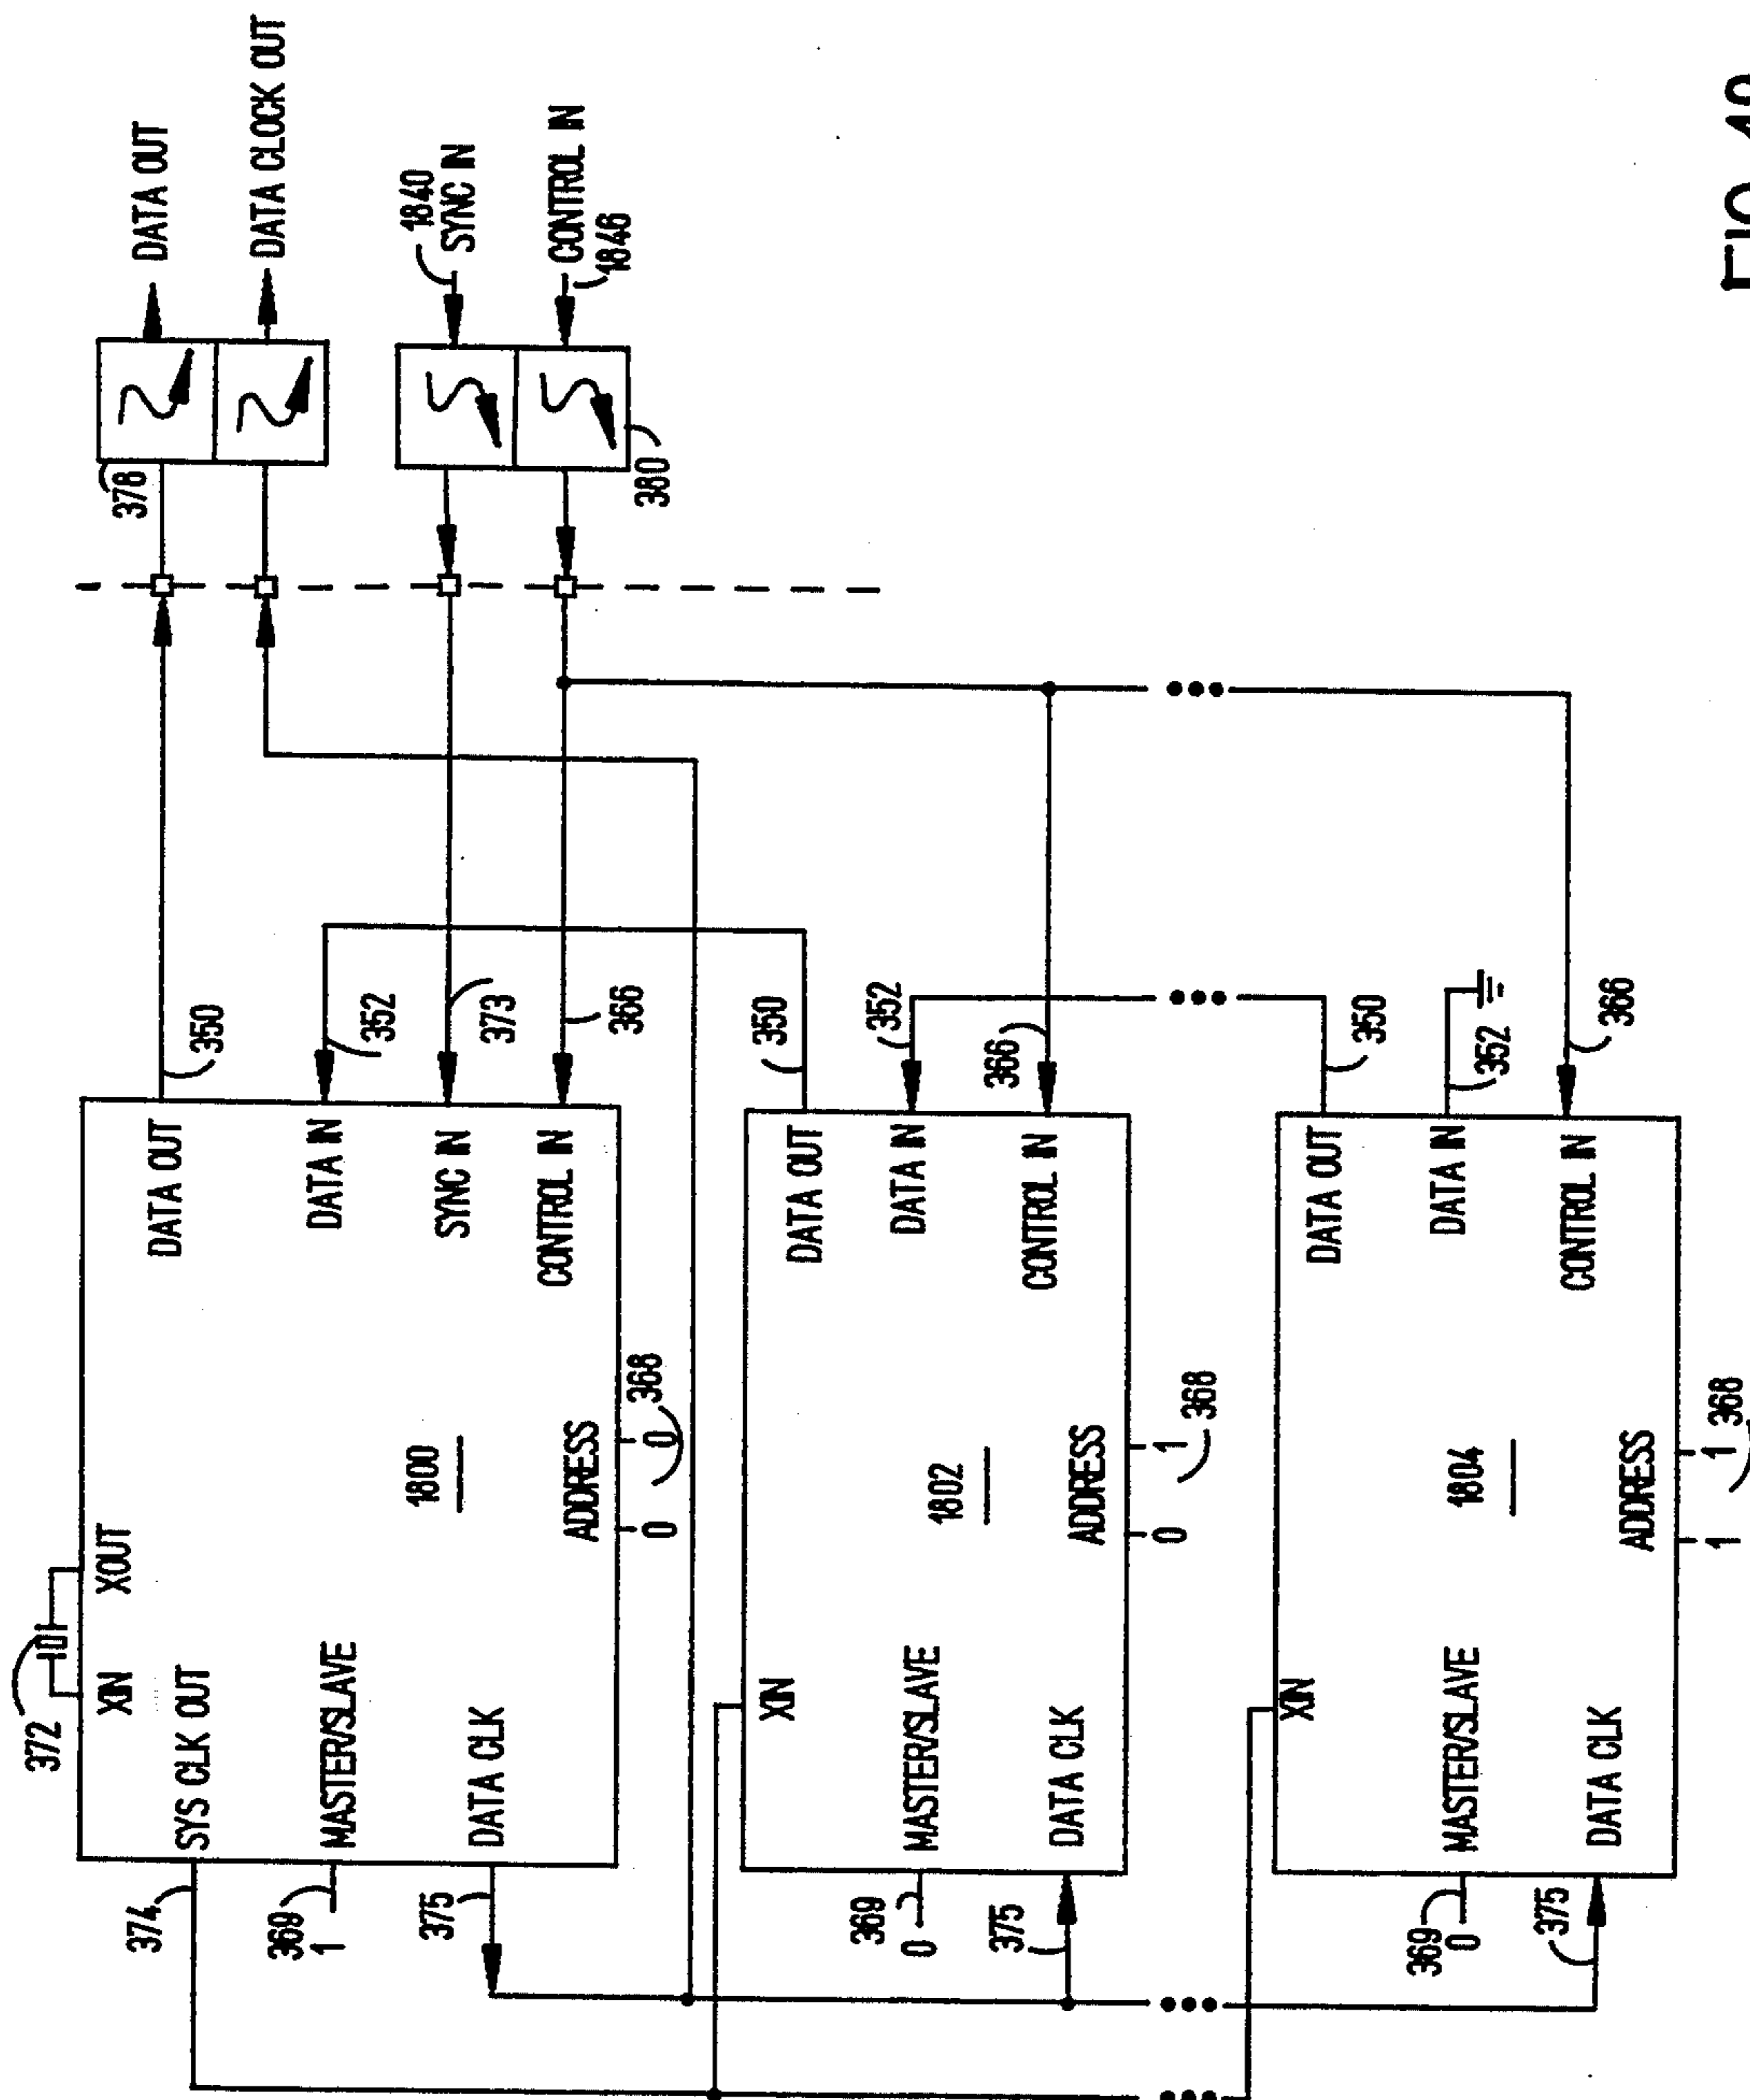 372
XIN
XOUT
374
SYS CLK OUT
369
1
MASTER/SLAVE
375
DATA CLK
1800
ADDRESS
0
0
368
DATA OUT
350
DATA IN
352
SYNC IN
373
CONTROL IN
366
378
DATA OUT
DATA CLOCK OUT
1840
SYNC IN
CONTROL IN
1846
380
XIN
369
0
MASTER/SLAVE
375
DATA CLK
1802
ADDRESS
0
1
368
DATA OUT
350
DATA IN
352
CONTROL IN
366
XIN
369
0
MASTER/SLAVE
375
DATA CLK
1804
ADDRESS
1
1
368
DATA OUT
350
DATA IN
352
CONTROL IN
366